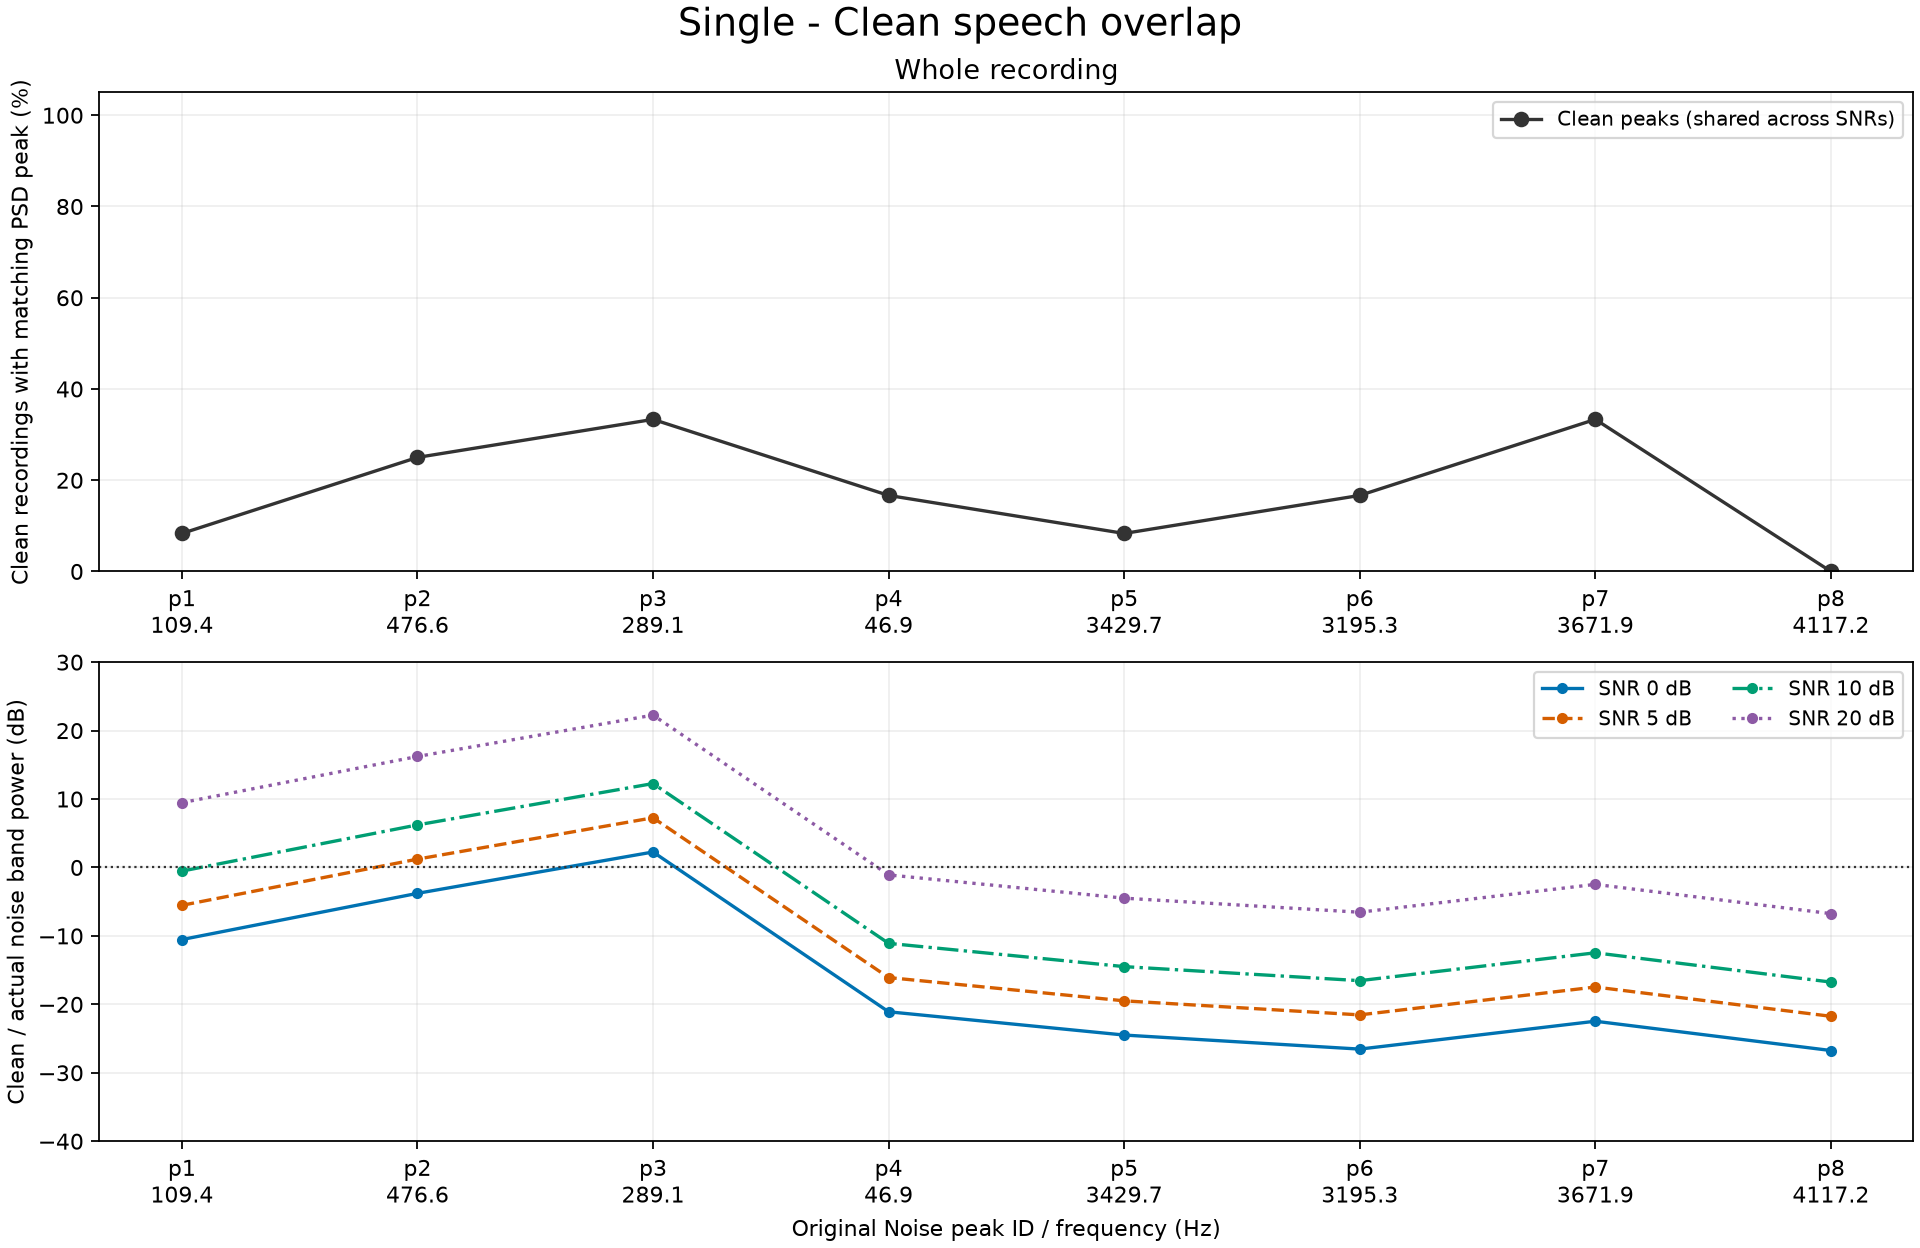 Single - Clean speech overlap
Whole recording
Clean recordings with matching PSD peak (%)
100
80
60
40
20
0
Clean peaks (shared across SNRs)
p1 p2 p3 p4 p5 p6 p7 p8
109.4 476.6 289.1 46.9 3429.7 3195.3 3671.9 4117.2
Clean / actual noise band power (dB)
30
20
10
0
−10
−20
−30
−40
SNR 0 dB SNR 10 dB
SNR 5 dB SNR 20 dB
p1 p2 p3 p4 p5 p6 p7 p8
109.4 476.6 289.1 46.9 3429.7 3195.3 3671.9 4117.2
Original Noise peak ID / frequency (Hz)